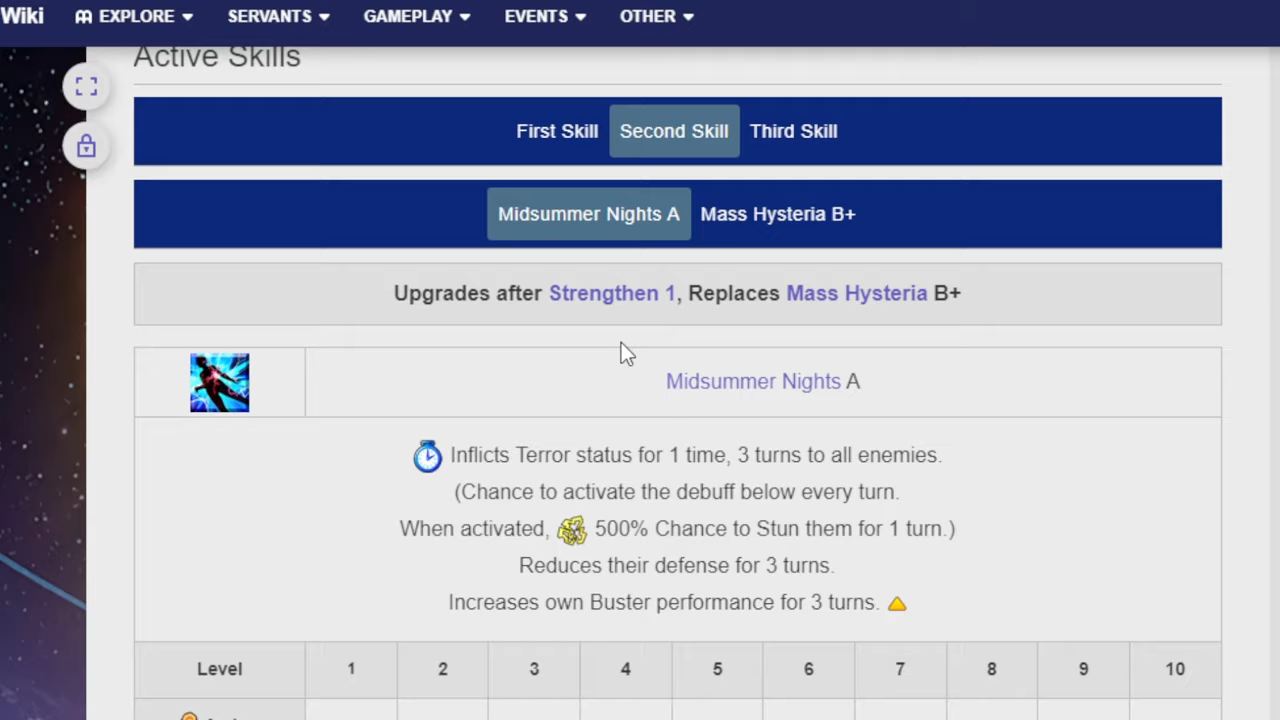 Wiki EXPLORE SERVANTS GAMEPLAY EVENTS OTHER
Active Skills
First Skill Second Skill Third Skill
Midsummer Nights A Mass Hysteria B+
Upgrades after Strengthen 1, Replaces Mass Hysteria B+
Midsummer Nights A
Inflicts Terror status for 1 time, 3 turns to all enemies.
(Chance to activate the debuff below every turn.
When activated, 500% Chance to Stun them for 1 turn.)
Reduces their defense for 3 turns.
Increases own Buster performance for 3 turns.
Level 1 2 3 4 5 6 7 8 9 10